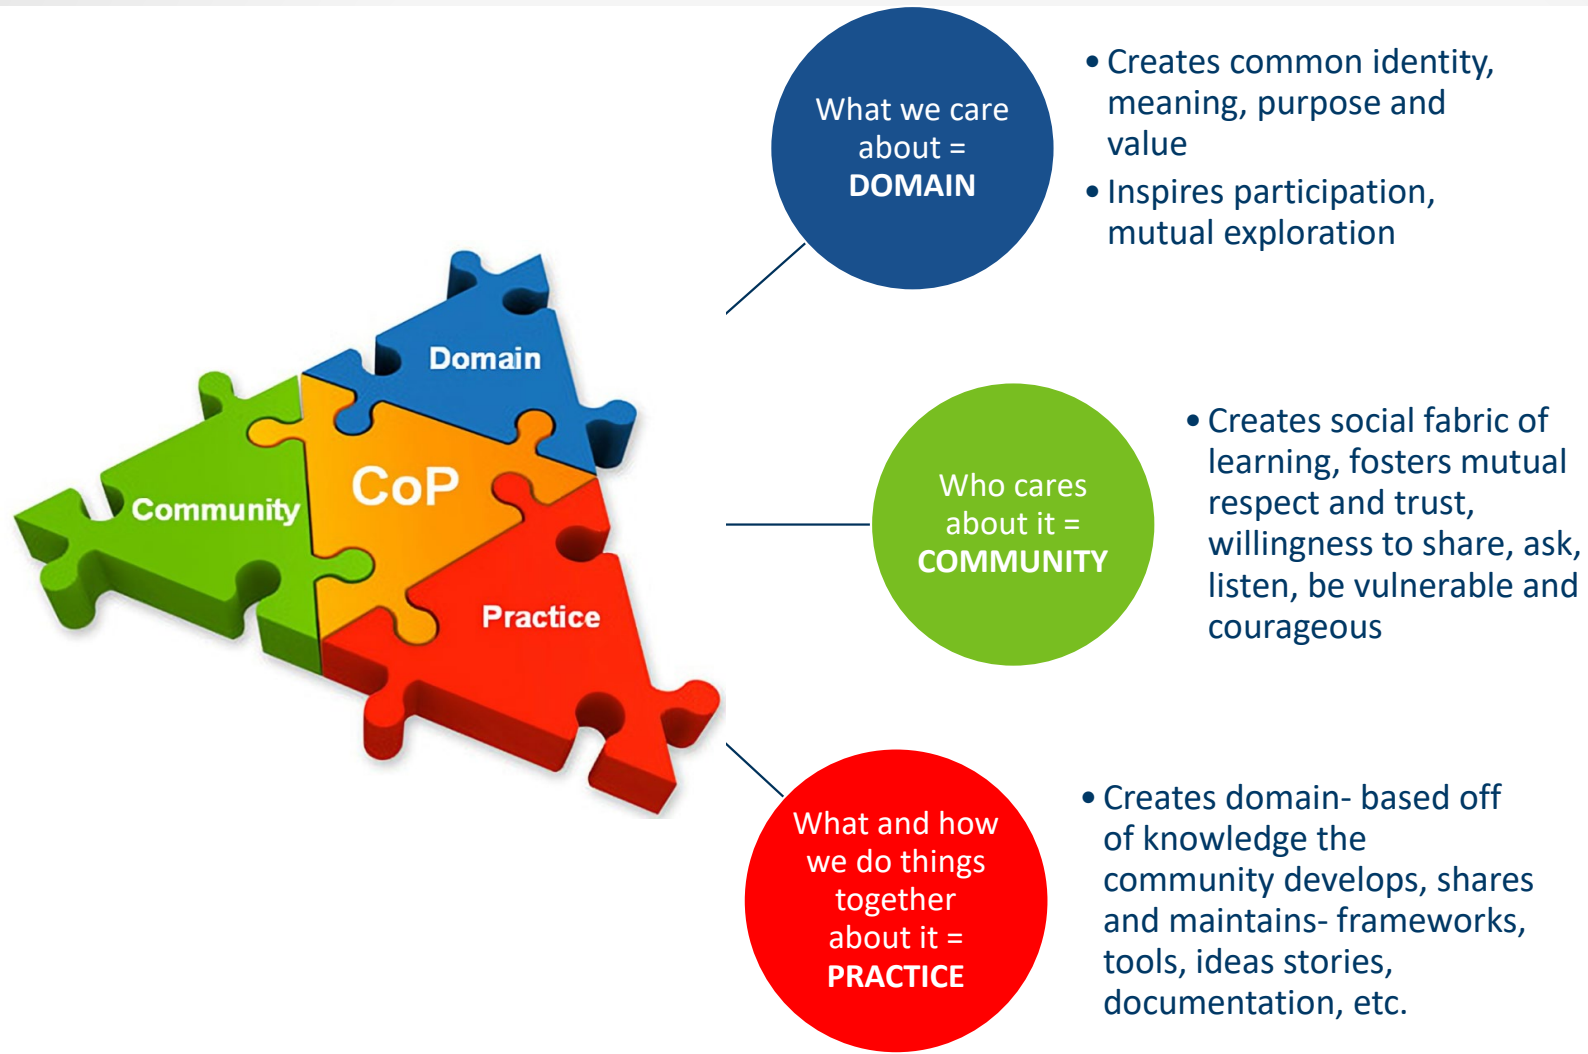 What we care
about =
DOMAIN
• Creates common identity,
meaning, purpose and
value
• Inspires participation,
mutual exploration
Domain
CoP
Community
Practice
Who cares
about it =
COMMUNITY
• Creates social fabric of
learning, fosters mutual
respect and trust,
willingness to share, ask,
listen, be vulnerable and
courageous
What and how
we do things
together
about it =
PRACTICE
• Creates domain- based off
of knowledge the
community develops, shares
and maintains- frameworks,
tools, ideas stories,
documentation, etc.